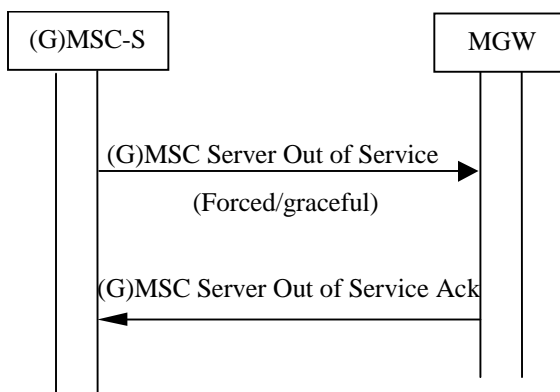 (G)MSC-S
MGW
(G)MSC Server Out of Service
(Forced/graceful)
(G)MSC Server Out of Service Ack